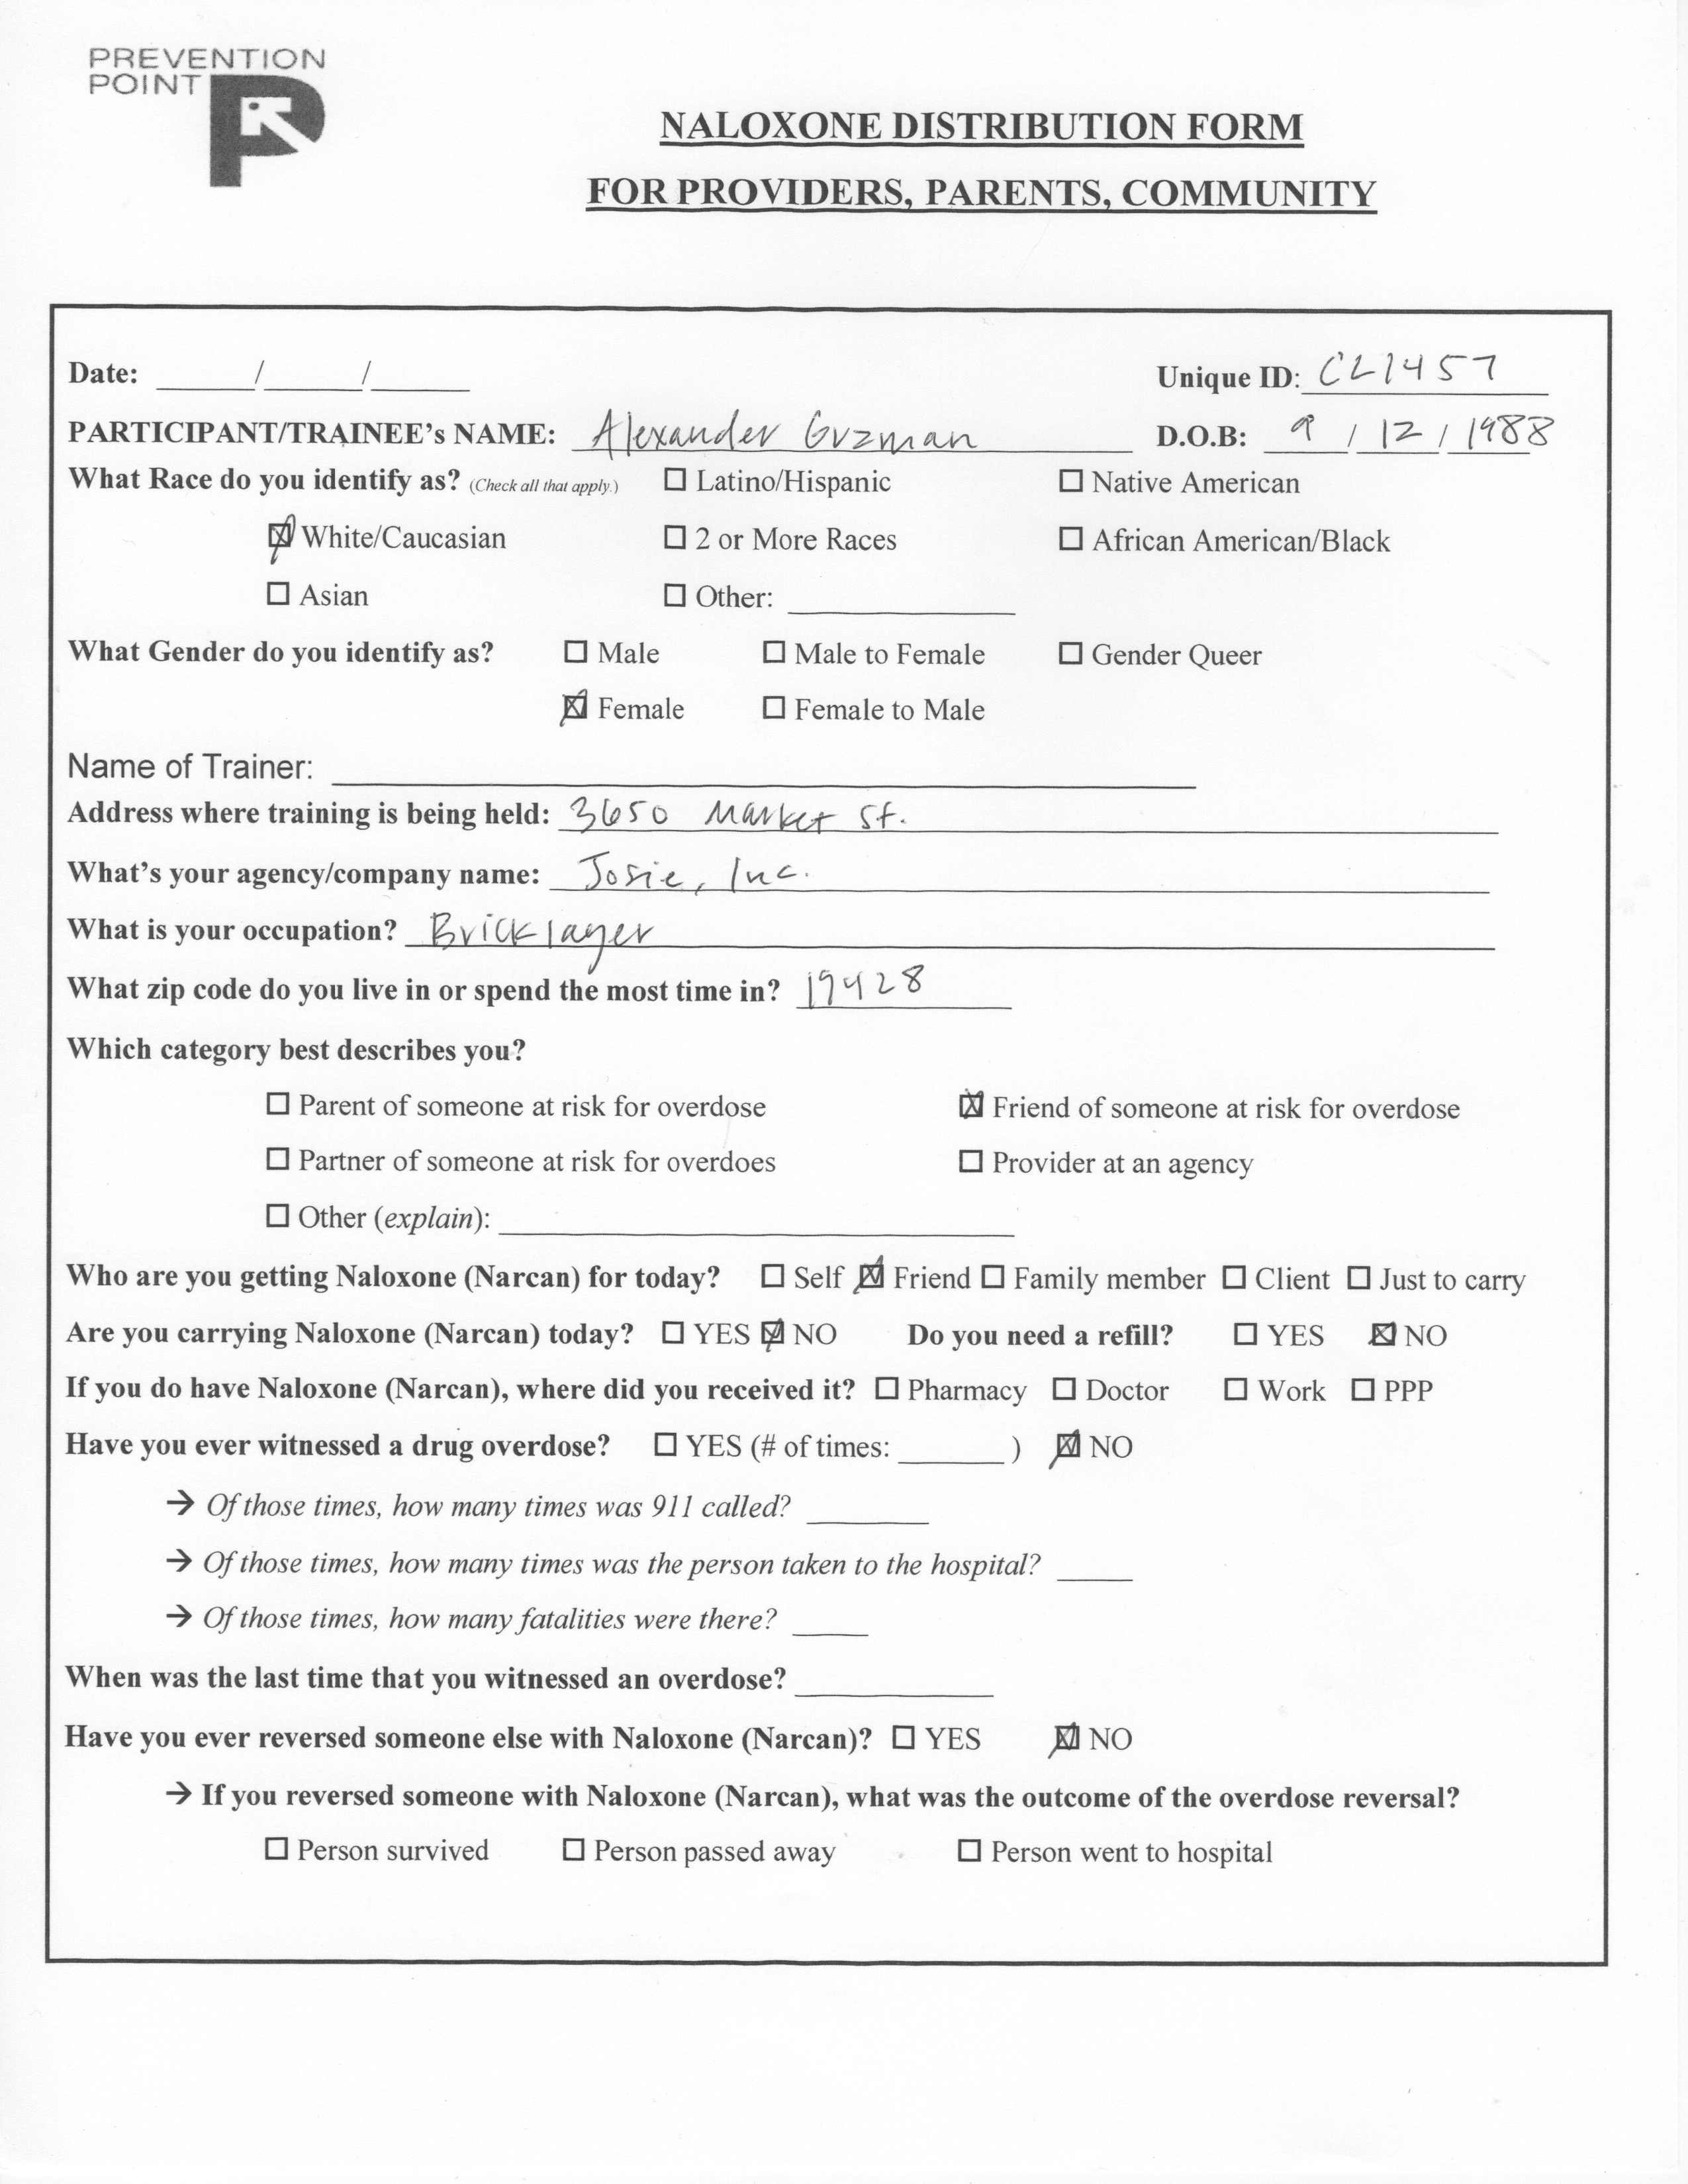 PREVENTION
POINT
NALOXONE DISTRIBUTION FORM
FOR PROVIDERS, PARENTS, COMMUNITY
Date: ______/______/______ Unique ID: CL1457
PARTICIPANT/TRAINEE's NAME: Alexander Guzman D.O.B: 9 / 12 / 1988
What Race do you identify as? (Check all that apply.) ☐ Latino/Hispanic ☐ Native American
☒ White/Caucasian ☐ 2 or More Races ☐ African American/Black
☐ Asian ☐ Other: ______
What Gender do you identify as? ☐ Male ☐ Male to Female ☐ Gender Queer
☒ Female ☐ Female to Male
Name of Trainer: ______
Address where training is being held: 3650 Market St.
What's your agency/company name: Josie, Inc.
What is your occupation? Bricklayer
What zip code do you live in or spend the most time in? 19428
Which category best describes you?
☐ Parent of someone at risk for overdose ☒ Friend of someone at risk for overdose
☐ Partner of someone at risk for overdoes ☐ Provider at an agency
☐ Other (explain): ______
Who are you getting Naloxone (Narcan) for today? ☐ Self ☒ Friend ☐ Family member ☐ Client ☐ Just to carry
Are you carrying Naloxone (Narcan) today? ☐ YES ☒ NO Do you need a refill? ☐ YES ☒ NO
If you do have Naloxone (Narcan), where did you received it? ☐ Pharmacy ☐ Doctor ☐ Work ☐ PPP
Have you ever witnessed a drug overdose? ☐ YES (# of times: ______ ) ☒ NO
→ Of those times, how many times was 911 called? ______
→ Of those times, how many times was the person taken to the hospital? ______
→ Of those times, how many fatalities were there? ______
When was the last time that you witnessed an overdose? ______
Have you ever reversed someone else with Naloxone (Narcan)? ☐ YES ☒ NO
→ If you reversed someone with Naloxone (Narcan), what was the outcome of the overdose reversal?
☐ Person survived ☐ Person passed away ☐ Person went to hospital